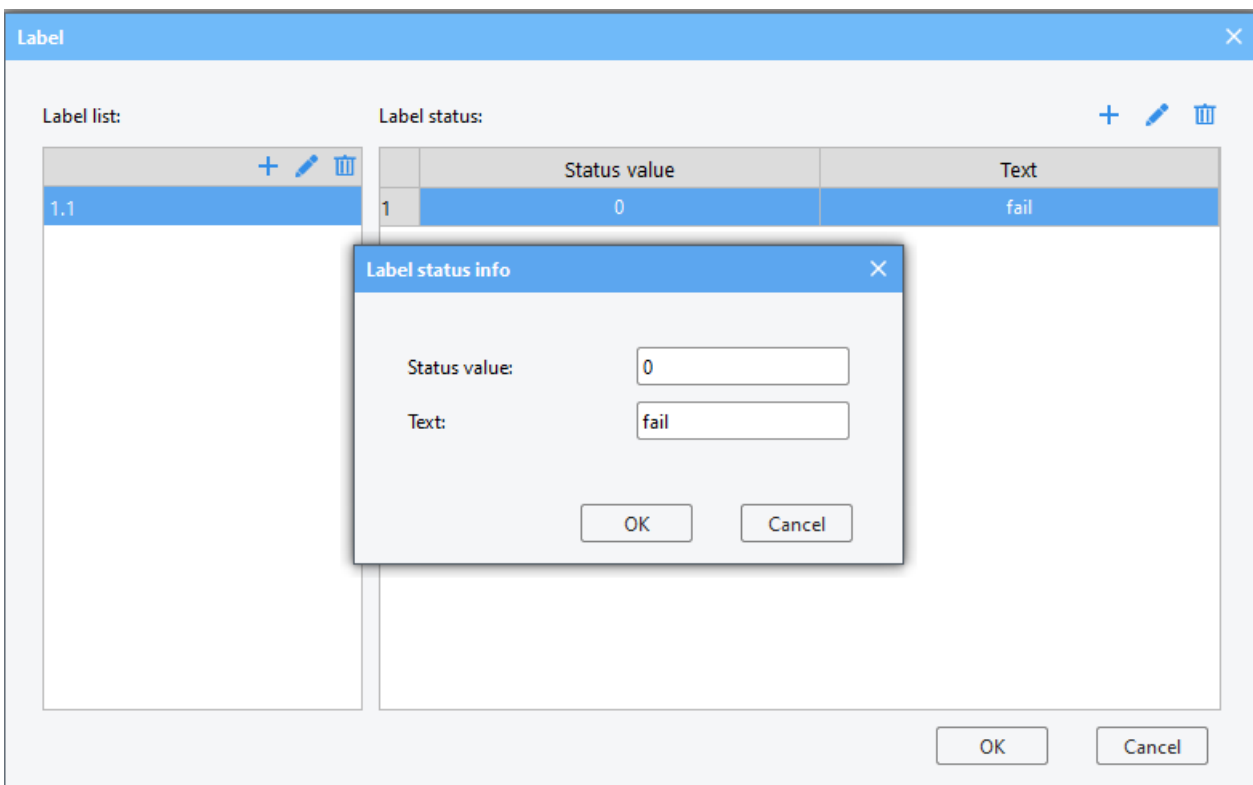 Label
Label list:
Label status:
Status value Text
1.1
1 0 fail
Label status info
Status value: 0
Text: fail
OK Cancel
OK Cancel